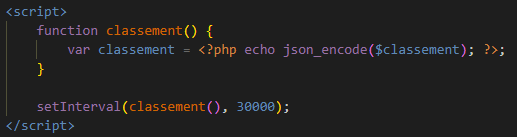 <script>
function classement() {
var classement = <?php echo json_encode($classement); ?>;
}
setInterval(classement(), 30000);
</script>